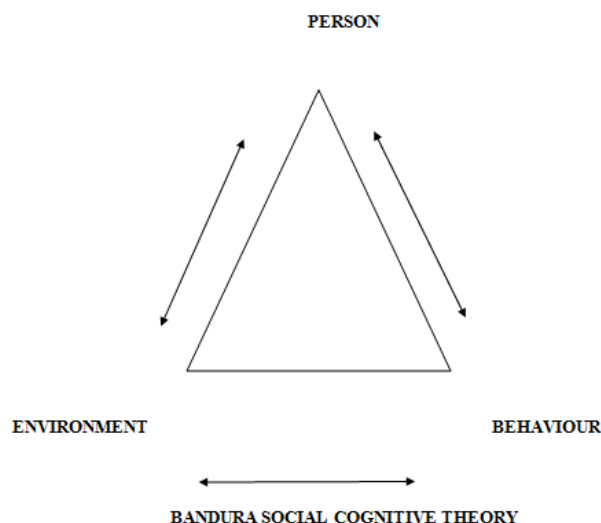 PERSON
ENVIRONMENT
BEHAVIOUR
BANDURA SOCIAL COGNITIVE THEORY